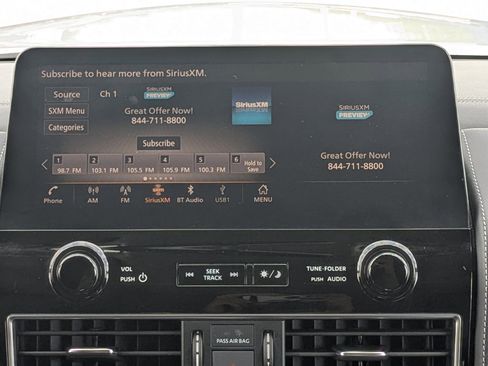 Subscribe to hear more from SiriusXM.
Source
Ch 1
SIRIUSXM
PREVIEW
SiriusXM
SXM Menu
Great Offer Now!
844-711-8800
Categories
SIRIUSXM
PREVIEW
Great Offer Now!
844-711-8800
Subscribe
1 2 3 4 5 6
98.7 FM 103.1 FM 105.5 FM 105.9 FM 100.3 FM Hold to Save
Phone AM FM SiriusXM BT Audio USB1 MENU
VOL
PUSH
SEEK
TRACK
TUNE·FOLDER
PUSH AUDIO
PASS AIR BAG